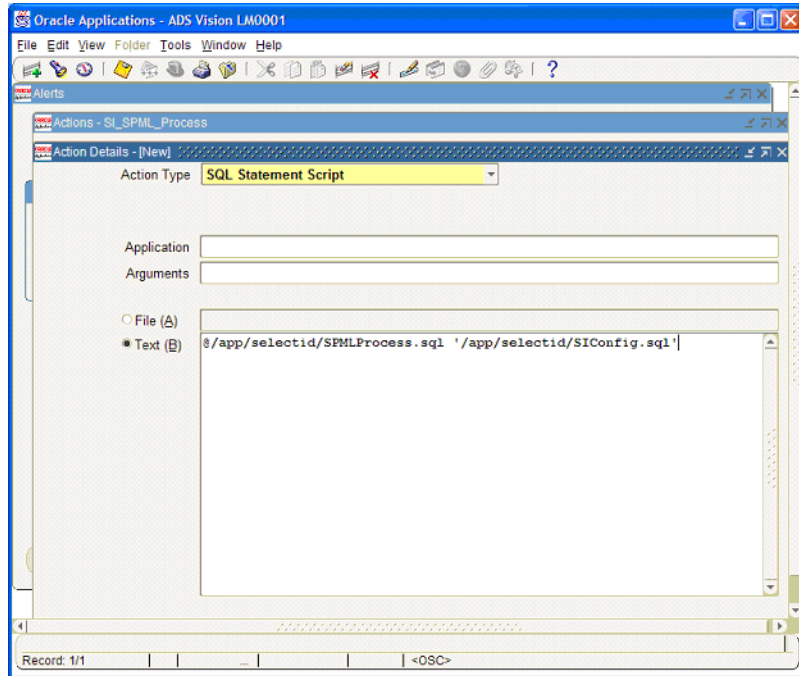 Oracle Applications - ADS Vision LM0001
File Edit View Folder Tools Window Help
Alerts
Actions - SI_SPML_Process
Action Details - [New]
Action Type SQL Statement Script
Application
Arguments
File (A)
Text (B) @/app/selectid/SPMLProcess.sql '/app/selectid/SIConfig.sql'
Record: 1/1 ... <OSC>